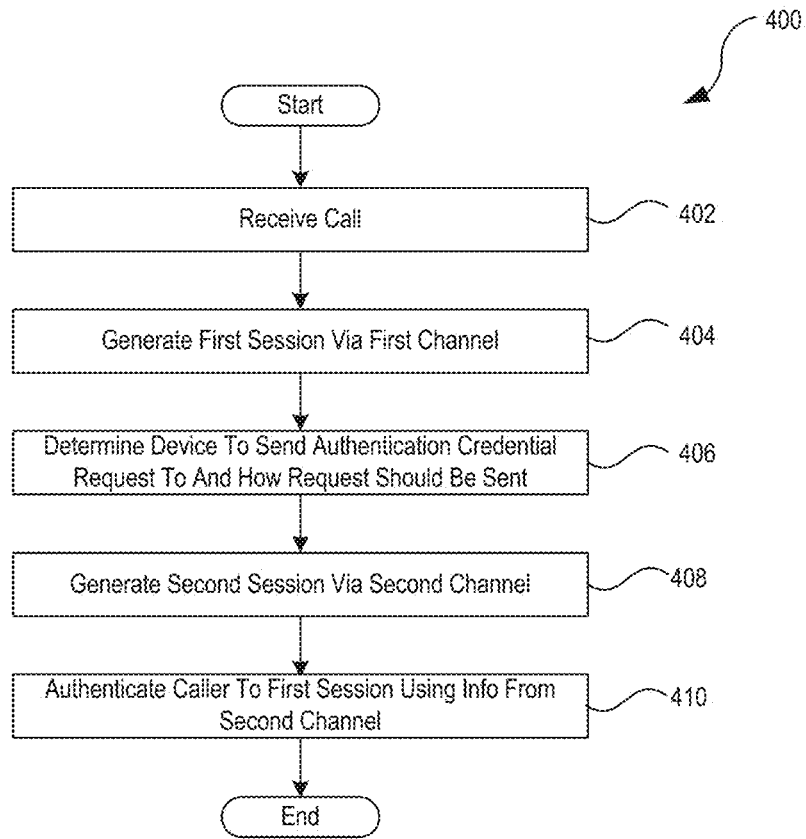 400
Start
Receive Call
402
Generate First Session Via First Channel
404
Determine Device To Send Authentication Credential
Request To And How Request Should Be Sent
406
Generate Second Session Via Second Channel
408
Authenticate Caller To First Session Using Info From
Second Channel
410
End